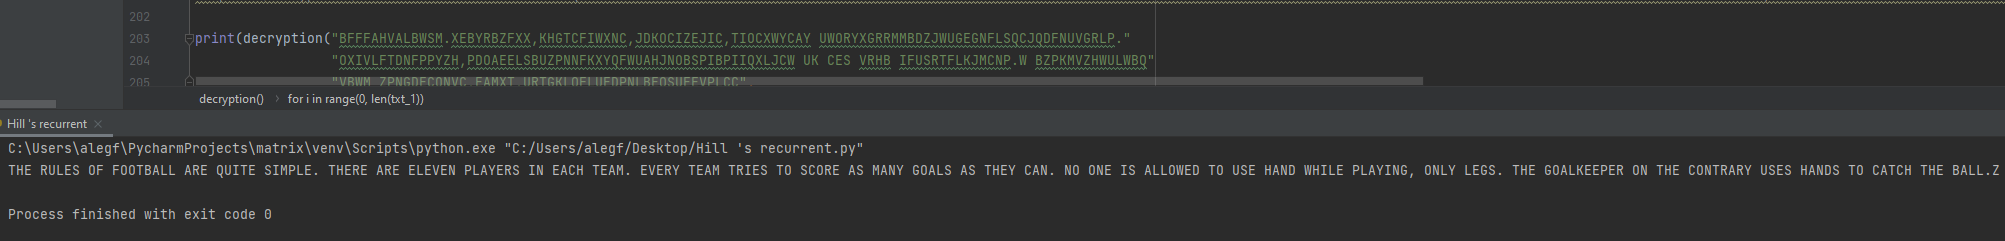 202
203 print(decryption("BFFFAHVALBWSM.XEBYRBZFXX,KHGTCFIWXNC,JDKOCIZEJIC,TIOCXWYCAY UWORYXGRRMMBDZJWUGEGNFLSQCJQDFNUVGRLP."
204 "OXIVLFTDNFPPYZH,PDOAEELSBUZPNNFKXYQFWUAHJNOBSPIBPIIQXLJCW UK CES VRHB IFUSRTFLKJMCNP.W BZPKMVZHWULWBQ"
205
decryption() › for i in range(0, len(txt_1))
Hill 's recurrent ×
C:\Users\alegf\PycharmProjects\matrix\venv\Scripts\python.exe "C:/Users/alegf/Desktop/Hill 's recurrent.py"
THE RULES OF FOOTBALL ARE QUITE SIMPLE. THERE ARE ELEVEN PLAYERS IN EACH TEAM. EVERY TEAM TRIES TO SCORE AS MANY GOALS AS THEY CAN. NO ONE IS ALLOWED TO USE HAND WHILE PLAYING, ONLY LEGS. THE GOALKEEPER ON THE CONTRARY USES HANDS TO CATCH THE BALL.Z
Process finished with exit code 0